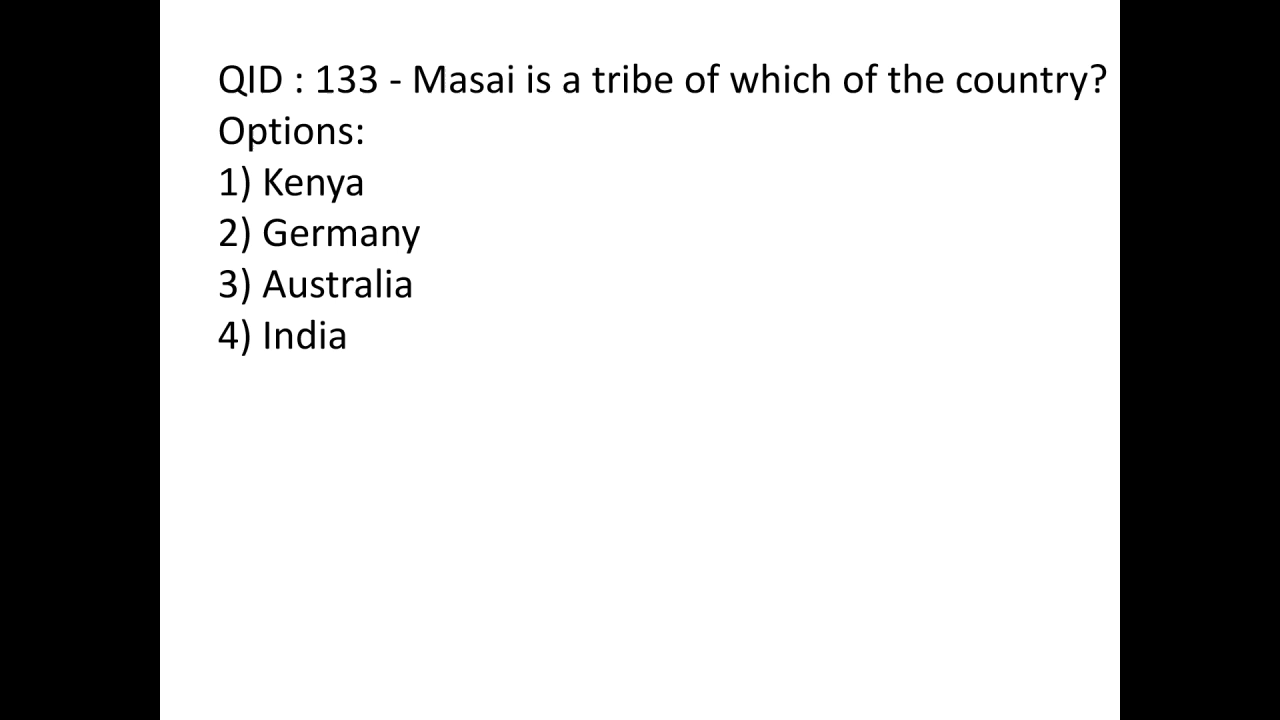 QID : 133 - Masai is a tribe of which of the country?
Options:
1) Kenya
2) Germany
3) Australia
4) India